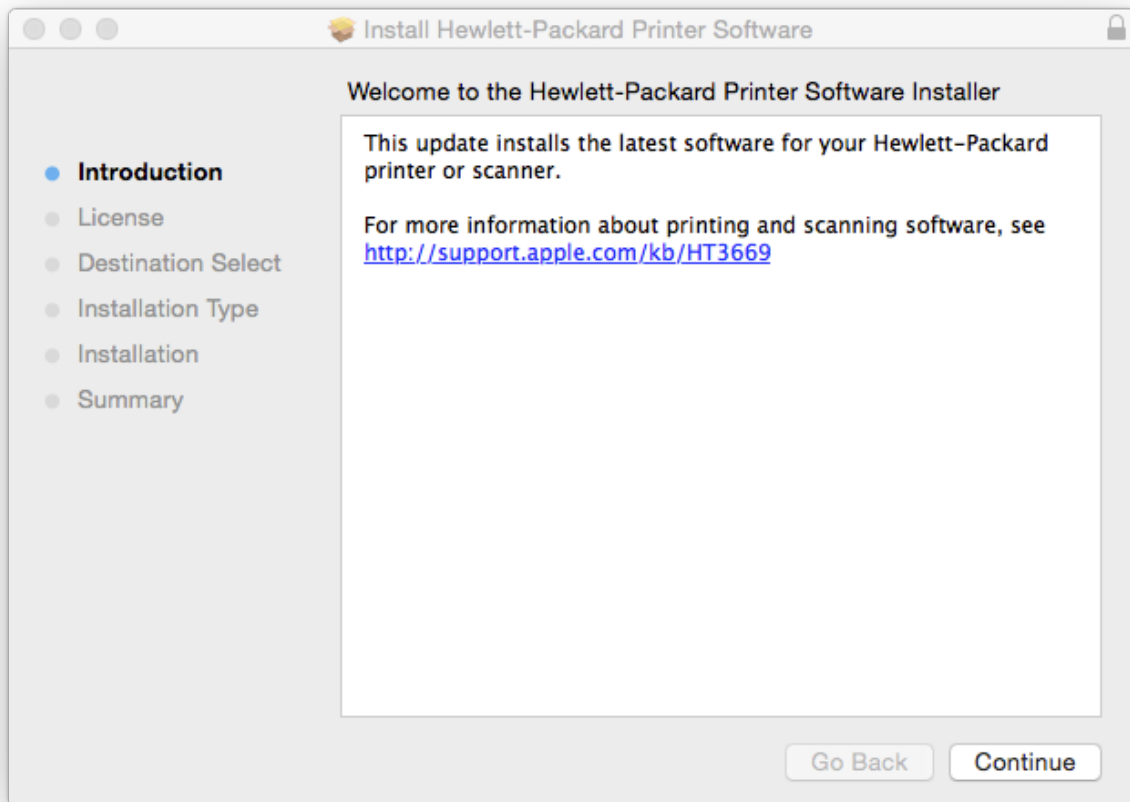 Install Hewlett-Packard Printer Software
Welcome to the Hewlett-Packard Printer Software Installer
Introduction
License
Destination Select
Installation Type
Installation
Summary
This update installs the latest software for your Hewlett-Packard
printer or scanner.
For more information about printing and scanning software, see
http://support.apple.com/kb/HT3669
Go Back
Continue